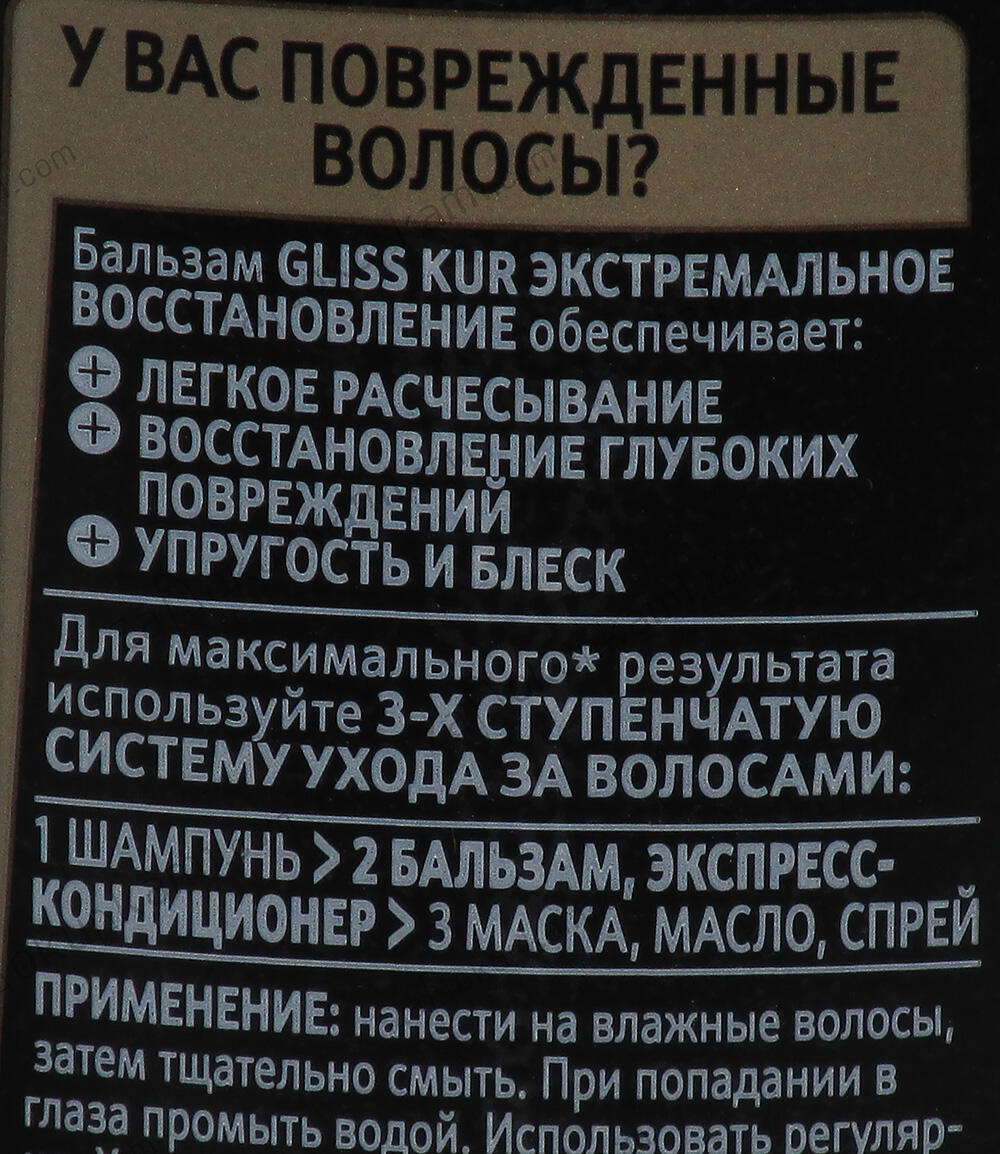 У ВАС ПОВРЕЖДЕННЫЕ
ВОЛОСЫ?
Бальзам GLISS KUR ЭКСТРЕМАЛЬНОЕ
ВОССТАНОВЛЕНИЕ обеспечивает:
ЛЕГКОЕ РАСЧЕСЫВАНИЕ
ВОССТАНОВЛЕНИЕ ГЛУБОКИХ
ПОВРЕЖДЕНИЙ
УПРУГОСТЬ И БЛЕСК
Для максимального* результата
используйте 3-Х СТУПЕНЧАТУЮ
СИСТЕМУ УХОДА ЗА ВОЛОСАМИ:
1 ШАМПУНЬ > 2 БАЛЬЗАМ, ЭКСПРЕСС-
КОНДИЦИОНЕР > 3 МАСКА, МАСЛО, СПРЕЙ
ПРИМЕНЕНИЕ: нанести на влажные волосы,
затем тщательно смыть. При попадании в
глаза промыть водой. Использовать регуляр-